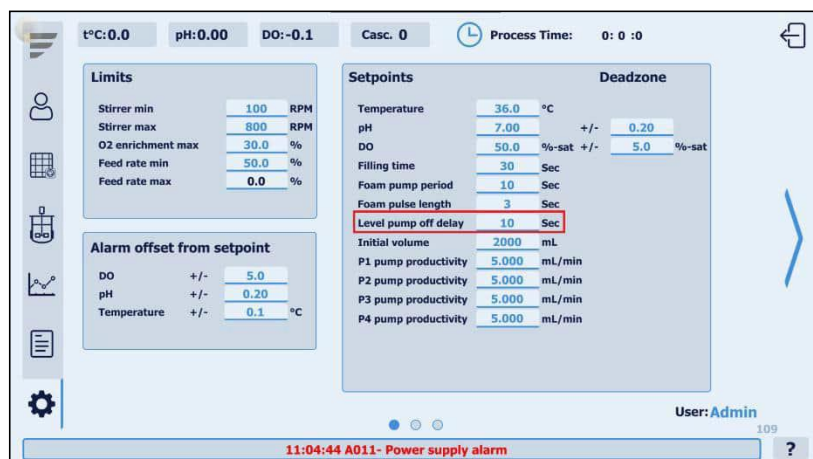 t°C:0.0 pH:0.00 DO:-0.1 Casc. 0 Process Time: 0: 0 :0
Limits
Stirrer min 100 RPM
Stirrer max 800 RPM
O2 enrichment max 30.0 %
Feed rate min 50.0 %
Feed rate max 0.0 %
Alarm offset from setpoint
DO +/- 5.0
pH +/- 0.20
Temperature +/- 0.1 °C
Setpoints Deadzone
Temperature 36.0 °C
pH 7.00 +/- 0.20
DO 50.0 %-sat +/- 5.0 %-sat
Filling time 30 Sec
Foam pump period 10 Sec
Foam pulse length 3 Sec
Level pump off delay 10 Sec
Initial volume 2000 mL
P1 pump productivity 5.000 mL/min
P2 pump productivity 5.000 mL/min
P3 pump productivity 5.000 mL/min
P4 pump productivity 5.000 mL/min
User: Admin
109
11:04:44 A011- Power supply alarm ?